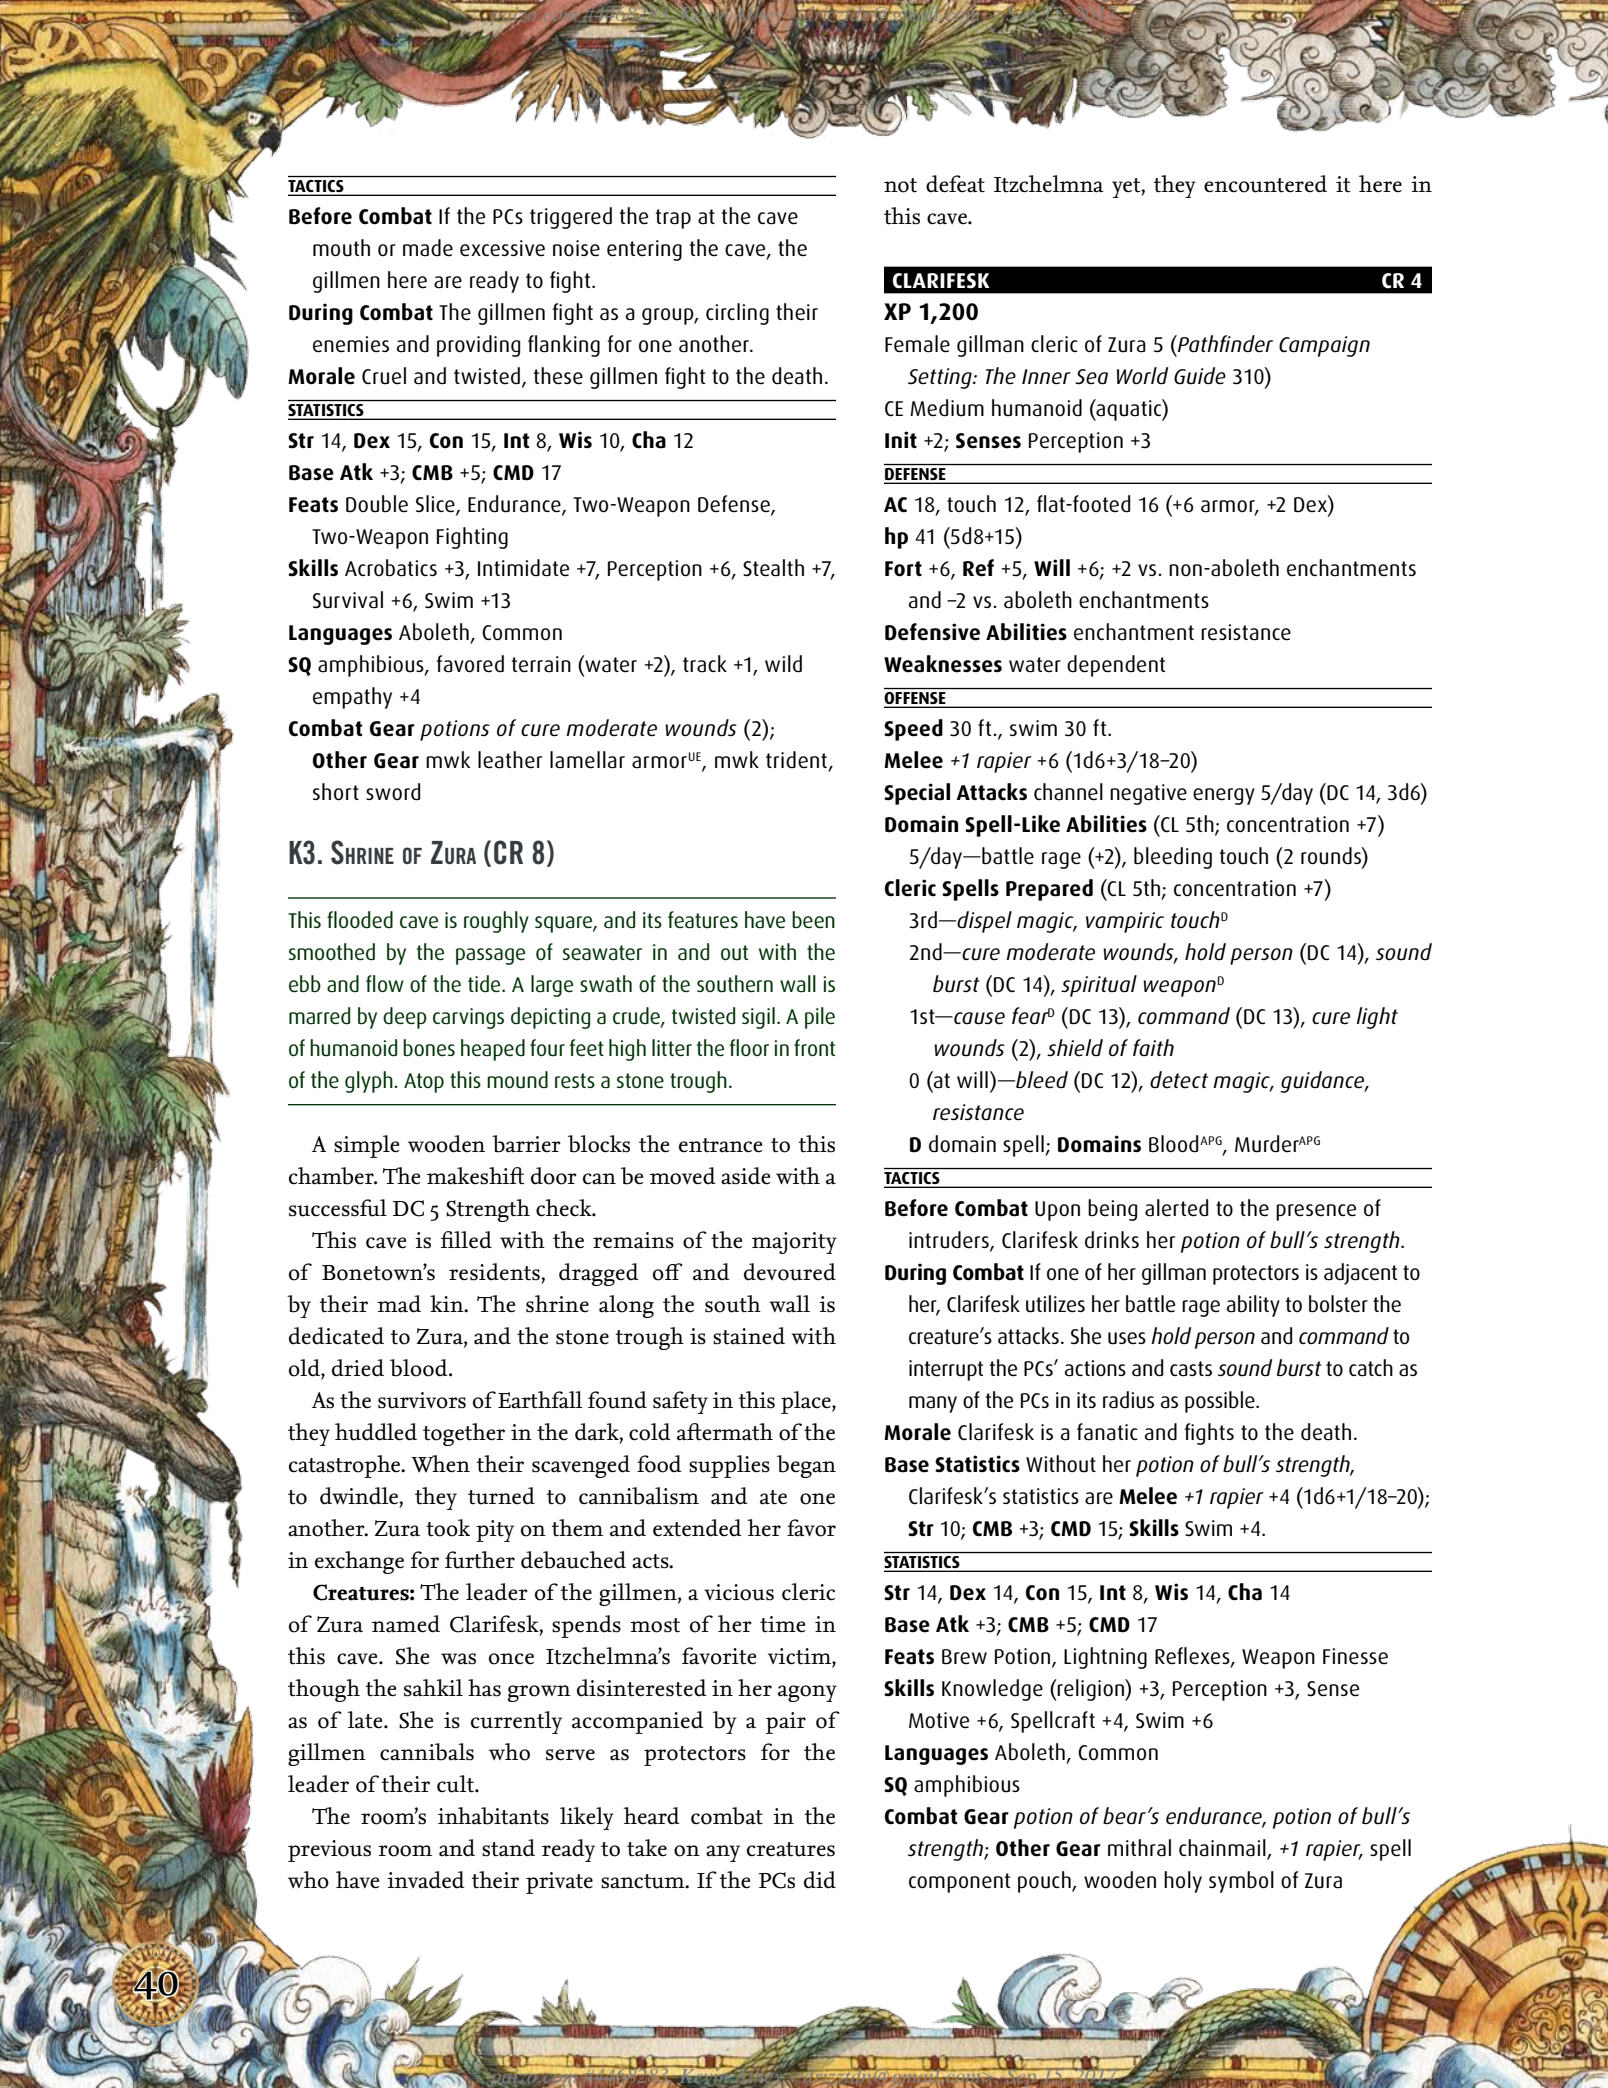 TACTICS
Before Combat If the PCs triggered the trap at the cave
mouth or made excessive noise entering the cave, the
gillmen here are ready to fight.
During Combat The gillmen fight as a group, circling their
enemies and providing flanking for one another.
Morale Cruel and twisted, these gillmen fight to the death.
STATISTICS
Str 14, Dex 15, Con 15, Int 8, Wis 10, Cha 12
Base Atk +3; CMB +5; CMD 17
Feats Double Slice, Endurance, Two-Weapon Defense,
Two-Weapon Fighting
Skills Acrobatics +3, Intimidate +7, Perception +6, Stealth +7,
Survival +6, Swim +13
Languages Aboleth, Common
SQ amphibious, favored terrain (water +2), track +1, wild
empathy +4
Combat Gear potions of cure moderate wounds (2);
Other Gear mwk leather lamellar armorUE, mwk trident,
short sword
K3. Shrine of Zura (CR 8)
This flooded cave is roughly square, and its features have been
smoothed by the passage of seawater in and out with the
ebb and flow of the tide. A large swath of the southern wall is
marred by deep carvings depicting a crude, twisted sigil. A pile
of humanoid bones heaped four feet high litter the floor in front
of the glyph. Atop this mound rests a stone trough.
A simple wooden barrier blocks the entrance to this
chamber. The makeshift door can be moved aside with a
successful DC 5 Strength check.
This cave is filled with the remains of the majority
of Bonetown's residents, dragged off and devoured
by their mad kin. The shrine along the south wall is
dedicated to Zura, and the stone trough is stained with
old, dried blood.
As the survivors of Earthfall found safety in this place,
they huddled together in the dark, cold aftermath of the
catastrophe. When their scavenged food supplies began
to dwindle, they turned to cannibalism and ate one
another. Zura took pity on them and extended her favor
in exchange for further debauched acts.
Creatures: The leader of the gillmen, a vicious cleric
of Zura named Clarifesk, spends most of her time in
this cave. She was once Itzchelmna's favorite victim,
though the sahkil has grown disinterested in her agony
as of late. She is currently accompanied by a pair of
gillmen cannibals who serve as protectors for the
leader of their cult.
The room's inhabitants likely heard combat in the
previous room and stand ready to take on any creatures
who have invaded their private sanctum. If the PCs did
not defeat Itzchelmna yet, they encountered it here in
this cave.
CLARIFESK CR 4
XP 1,200
Female gillman cleric of Zura 5 (Pathfinder Campaign
Setting: The Inner Sea World Guide 310)
CE Medium humanoid (aquatic)
Init +2; Senses Perception +3
DEFENSE
AC 18, touch 12, flat-footed 16 (+6 armor, +2 Dex)
hp 41 (5d8+15)
Fort +6, Ref +5, Will +6; +2 vs. non-aboleth enchantments
and –2 vs. aboleth enchantments
Defensive Abilities enchantment resistance
Weaknesses water dependent
OFFENSE
Speed 30 ft., swim 30 ft.
Melee +1 rapier +6 (1d6+3/18–20)
Special Attacks channel negative energy 5/day (DC 14, 3d6)
Domain Spell-Like Abilities (CL 5th; concentration +7)
5/day—battle rage (+2), bleeding touch (2 rounds)
Cleric Spells Prepared (CL 5th; concentration +7)
3rd—dispel magic, vampiric touchD
2nd—cure moderate wounds, hold person (DC 14), sound
burst (DC 14), spiritual weaponD
1st—cause fearD (DC 13), command (DC 13), cure light
wounds (2), shield of faith
0 (at will)—bleed (DC 12), detect magic, guidance,
resistance
D domain spell; Domains BloodAPG, MurderAPG
TACTICS
Before Combat Upon being alerted to the presence of
intruders, Clarifesk drinks her potion of bull's strength.
During Combat If one of her gillman protectors is adjacent to
her, Clarifesk utilizes her battle rage ability to bolster the
creature's attacks. She uses hold person and command to
interrupt the PCs' actions and casts sound burst to catch as
many of the PCs in its radius as possible.
Morale Clarifesk is a fanatic and fights to the death.
Base Statistics Without her potion of bull's strength,
Clarifesk's statistics are Melee +1 rapier +4 (1d6+1/18–20);
Str 10; CMB +3; CMD 15; Skills Swim +4.
STATISTICS
Str 14, Dex 14, Con 15, Int 8, Wis 14, Cha 14
Base Atk +3; CMB +5; CMD 17
Feats Brew Potion, Lightning Reflexes, Weapon Finesse
Skills Knowledge (religion) +3, Perception +3, Sense
Motive +6, Spellcraft +4, Swim +6
Languages Aboleth, Common
SQ amphibious
Combat Gear potion of bear's endurance, potion of bull's
strength; Other Gear mithral chainmail, +1 rapier, spell
component pouch, wooden holy symbol of Zura
40